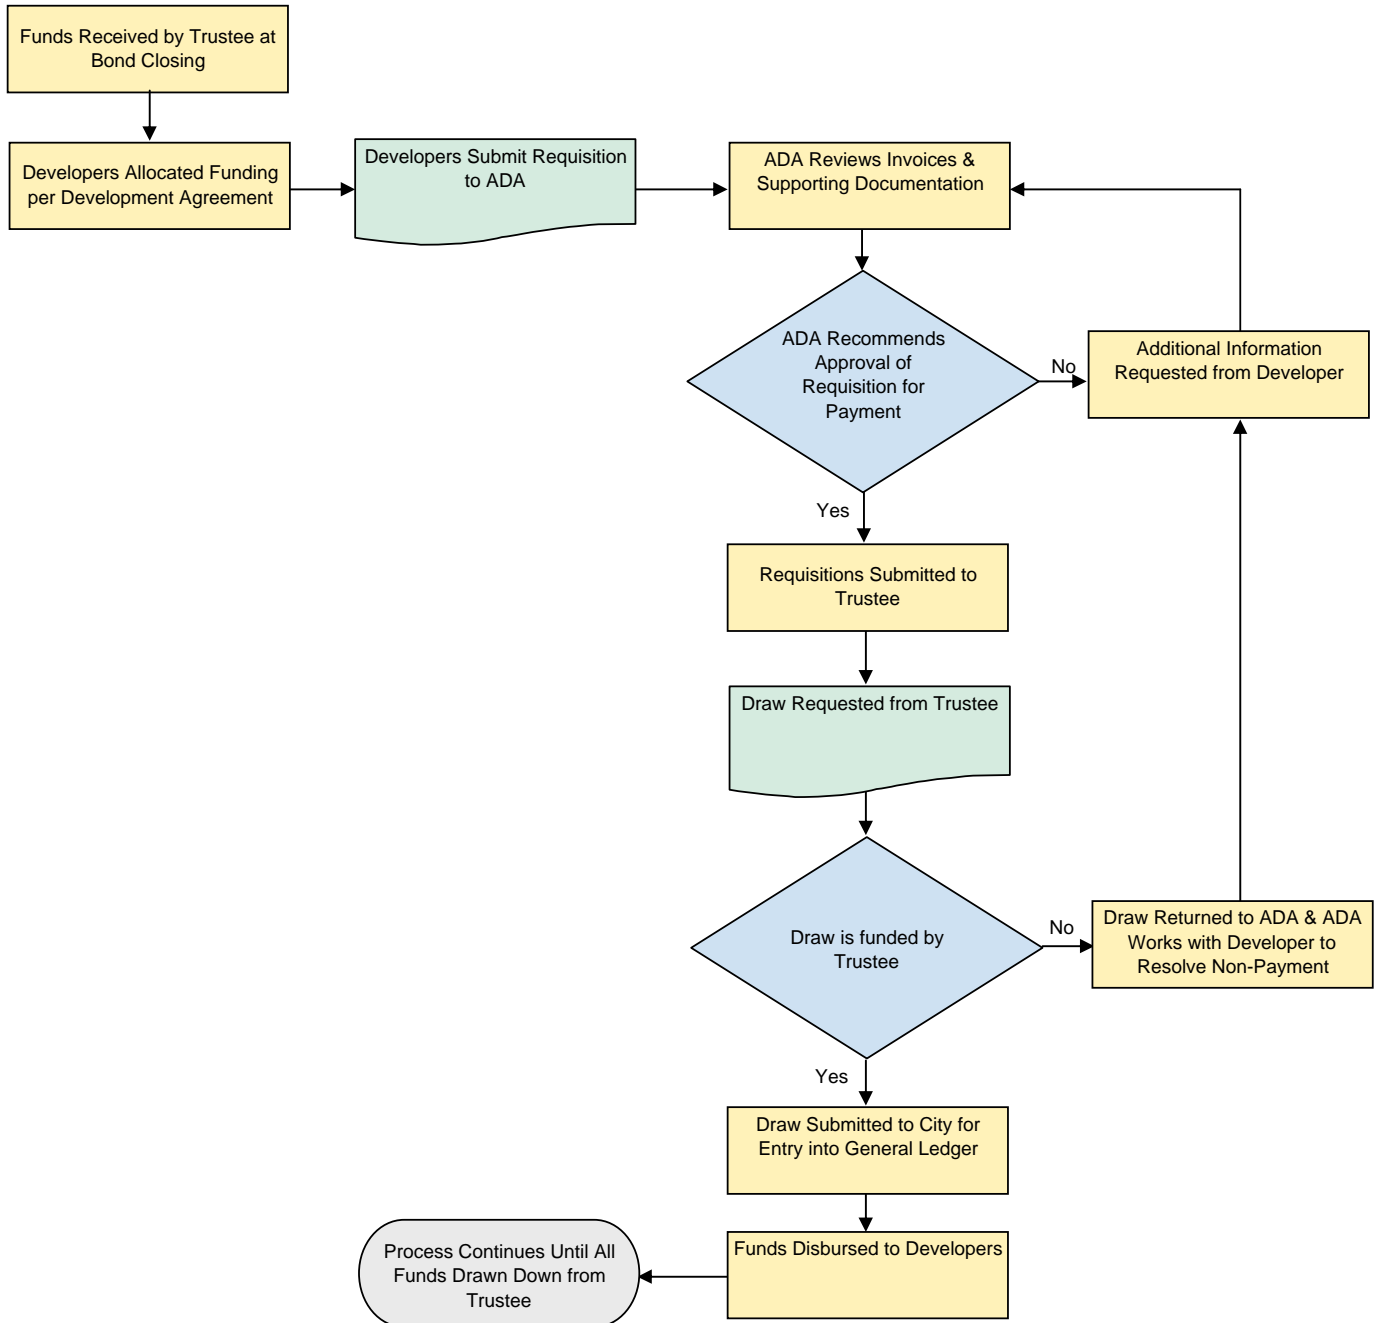 Funds Received by Trustee at
Bond Closing
Developers Allocated Funding
per Development Agreement
Developers Submit Requisition
to ADA
ADA Reviews Invoices &
Supporting Documentation
ADA Recommends
Approval of
Requisition for
Payment
No
Additional Information
Requested from Developer
Yes
Requisitions Submitted to
Trustee
Draw Requested from Trustee
Draw is funded by
Trustee
No
Draw Returned to ADA & ADA
Works with Developer to
Resolve Non-Payment
Yes
Draw Submitted to City for
Entry into General Ledger
Funds Disbursed to Developers
Process Continues Until All
Funds Drawn Down from
Trustee